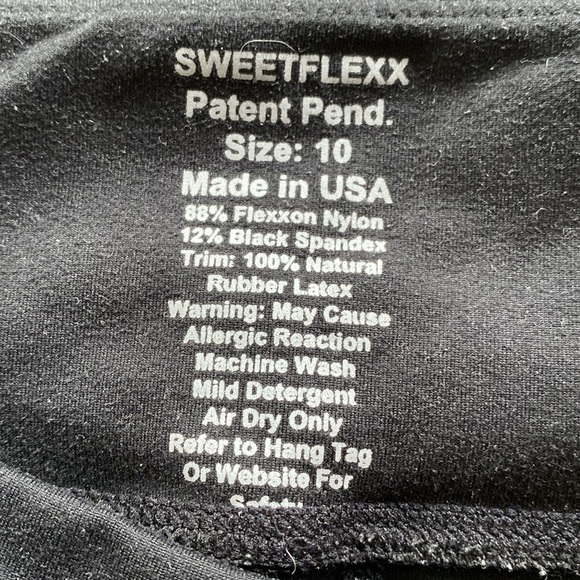 SWEETFLEXX
Patent Pend.
Size: 10
Made in USA
88% Flexxon Nylon
12% Black Spandex
Trim: 100% Natural
Rubber Latex
Warning: May Cause
Allergic Reaction
Machine Wash
Mild Detergent
Air Dry Only
Refer to Hang Tag
Or Website For
Safety